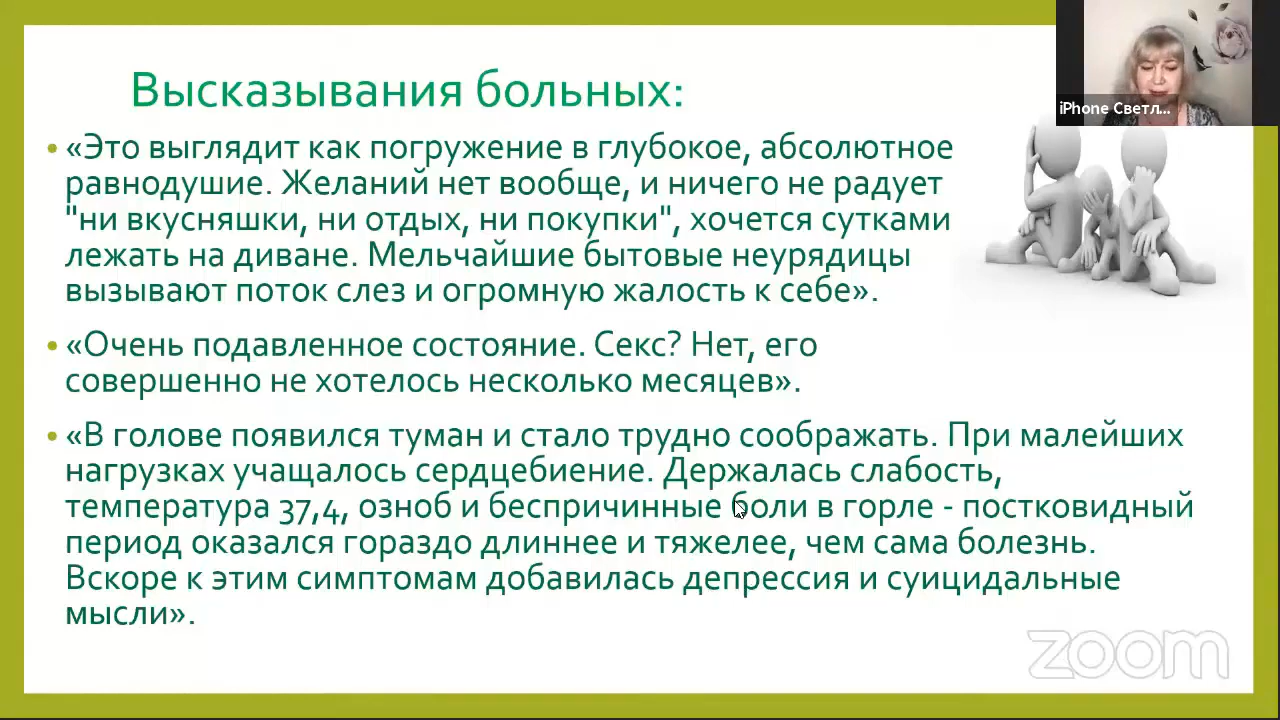 Высказывания больных:
iPhone Светл...
• «Это выглядит как погружение в глубокое, абсолютное
равнодушие. Желаний нет вообще, и ничего не радует
"ни вкусняшки, ни отдых, ни покупки", хочется сутками
лежать на диване. Мельчайшие бытовые неурядицы
вызывают поток слез и огромную жалость к себе».
• «Очень подавленное состояние. Секс? Нет, его
совершенно не хотелось несколько месяцев».
• «В голове появился туман и стало трудно соображать. При малейших
нагрузках учащалось сердцебиение. Держалась слабость,
температура 37,4, озноб и беспричинные боли в горле - постковидный
период оказался гораздо длиннее и тяжелее, чем сама болезнь.
Вскоре к этим симптомам добавилась депрессия и суицидальные
мысли».
zoom